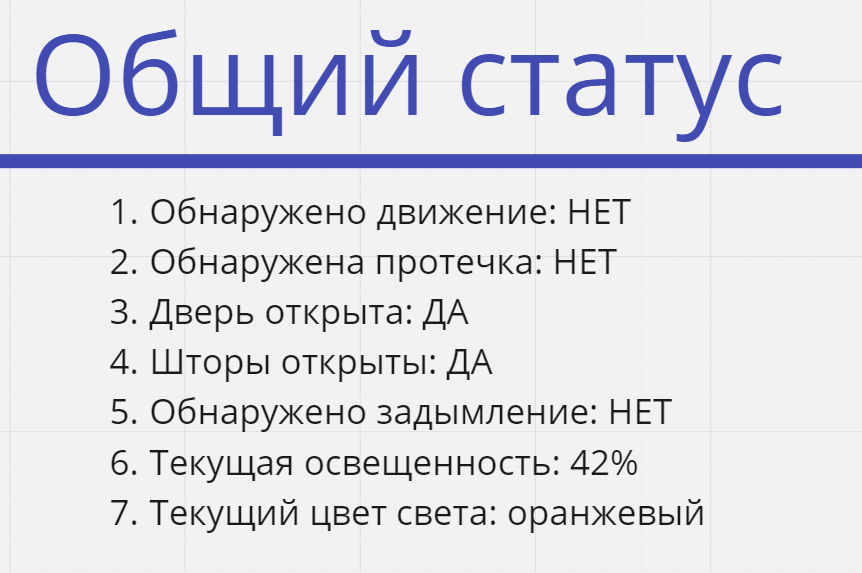 Общий статус
1. Обнаружено движение: НЕТ
2. Обнаружена протечка: НЕТ
3. Дверь открыта: ДА
4. Шторы открыты: ДА
5. Обнаружено задымление: НЕТ
6. Текущая освещенность: 42%
7. Текущий цвет света: оранжевый